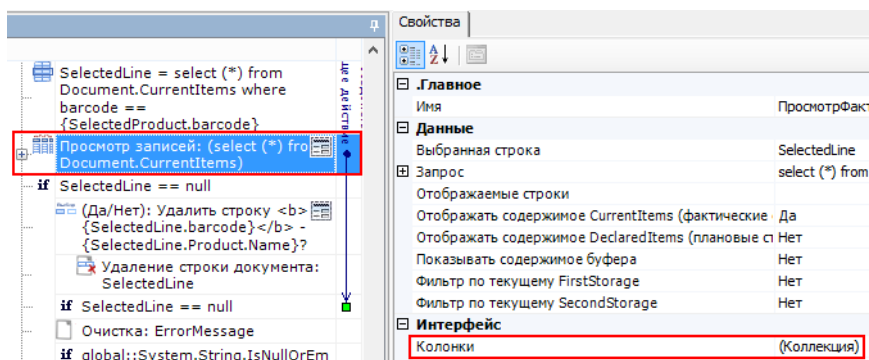 SelectedLine = select (*) from
Document.CurrentItems where
barcode ==
{SelectedProduct.barcode}
Просмотр записей: (select (*) fro
Document.CurrentItems)
if SelectedLine == null
(Да/Нет): Удалить строку <b>
{SelectedLine.barcode}</b> -
{SelectedLine.Product.Name}?
Удаление строки документа:
SelectedLine
if SelectedLine == null
Очистка: ErrorMessage
if global::System.String.IsNullOrEm
действие
Свойства
.Главное
Имя ПросмотрФакт
Данные
Выбранная строка SelectedLine
Запрос select (*) from
Отображаемые строки
Отображать содержимое CurrentItems (фактические Да
Отображать содержимое DeclaredItems (плановые ст Нет
Показывать содержимое буфера Нет
Фильтр по текущему FirstStorage Нет
Фильтр по текущему SecondStorage Нет
Интерфейс
Колонки (Коллекция)